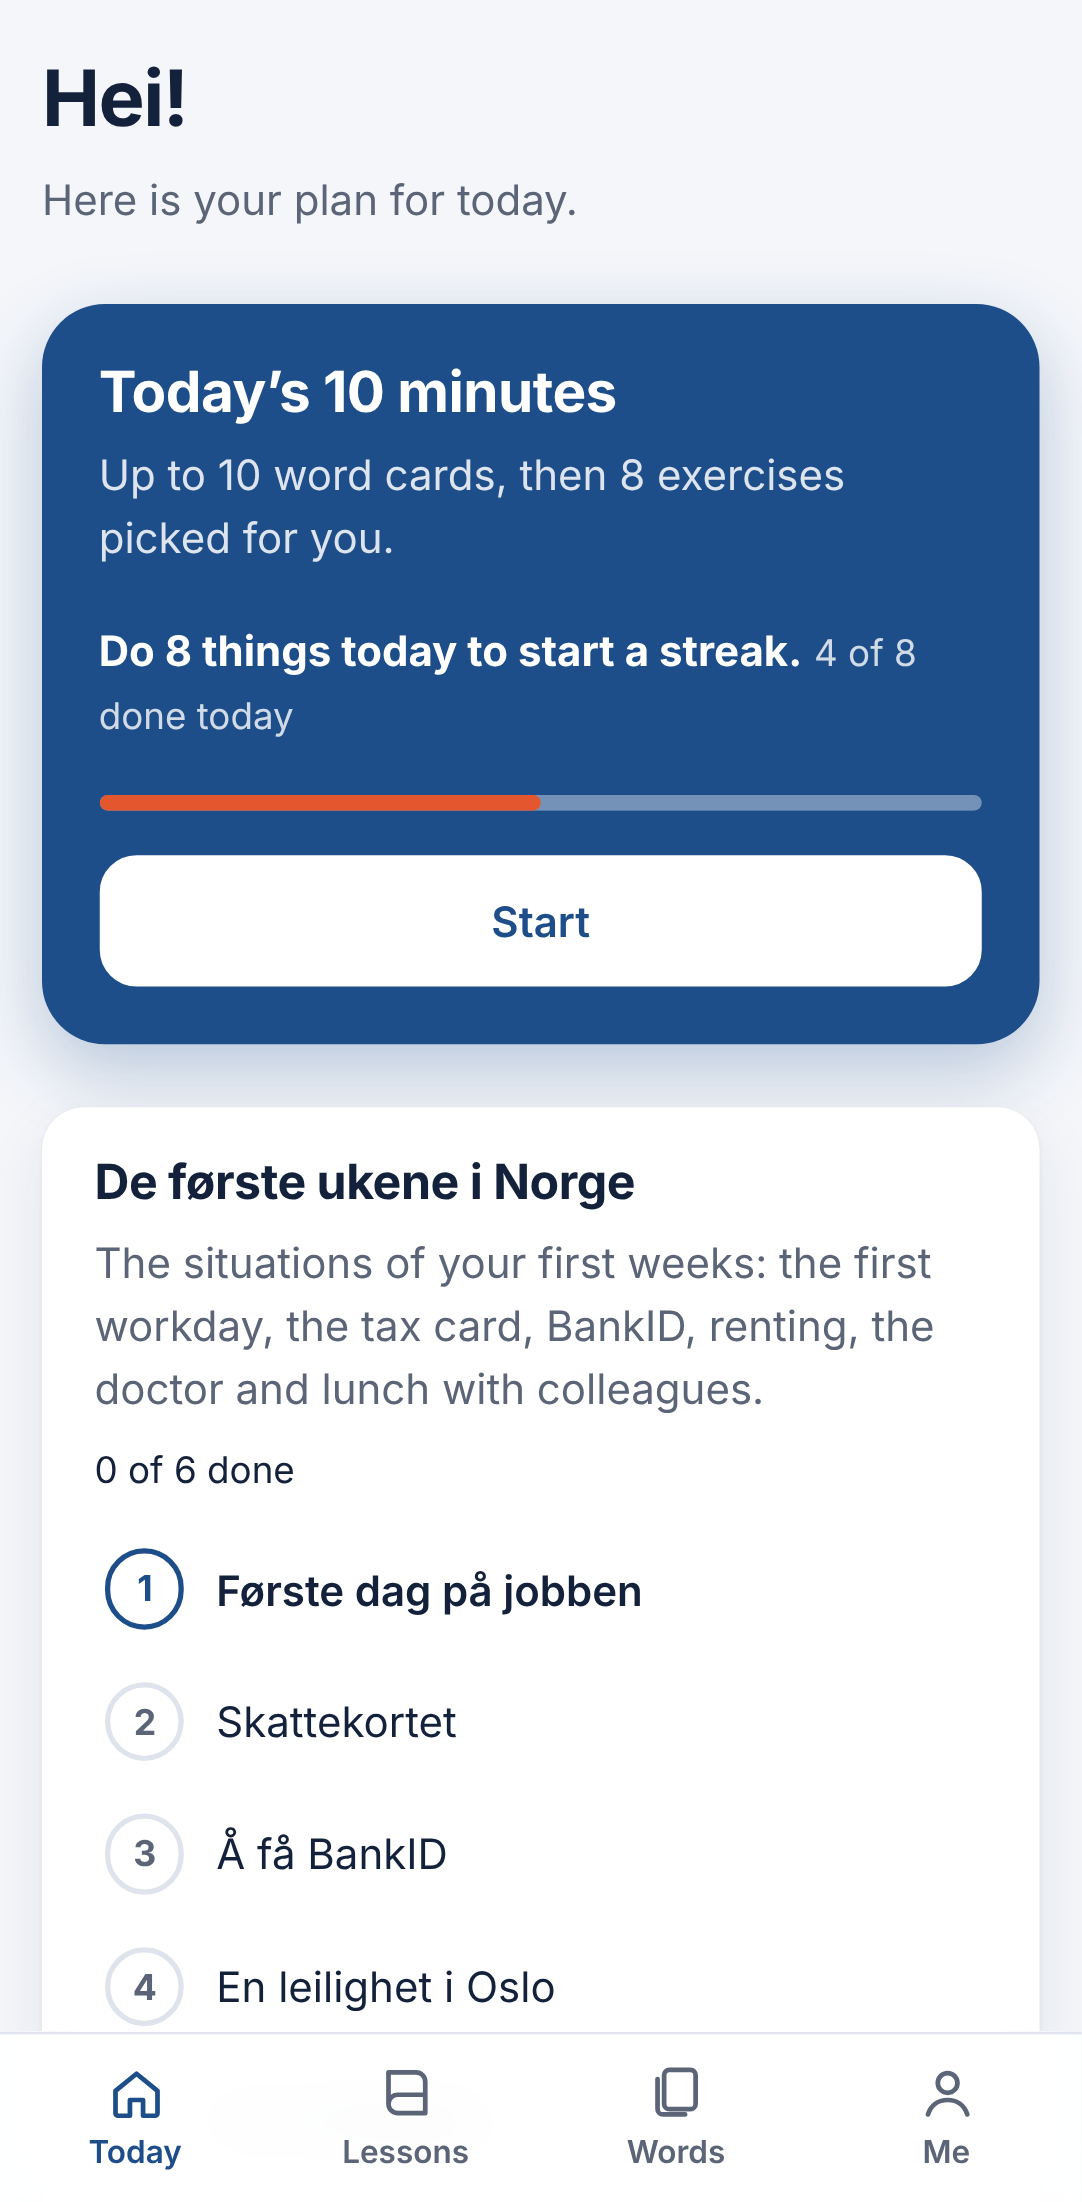 Hei!
Here is your plan for today.
Today’s 10 minutes
Up to 10 word cards, then 8 exercises
picked for you.
Do 8 things today to start a streak. 4 of 8
done today
Start
De første ukene i Norge
The situations of your first weeks: the first
workday, the tax card, BankID, renting, the
doctor and lunch with colleagues.
0 of 6 done
1 Første dag på jobben
2 Skattekortet
3 Å få BankID
4 En leilighet i Oslo
Today Lessons Words Me